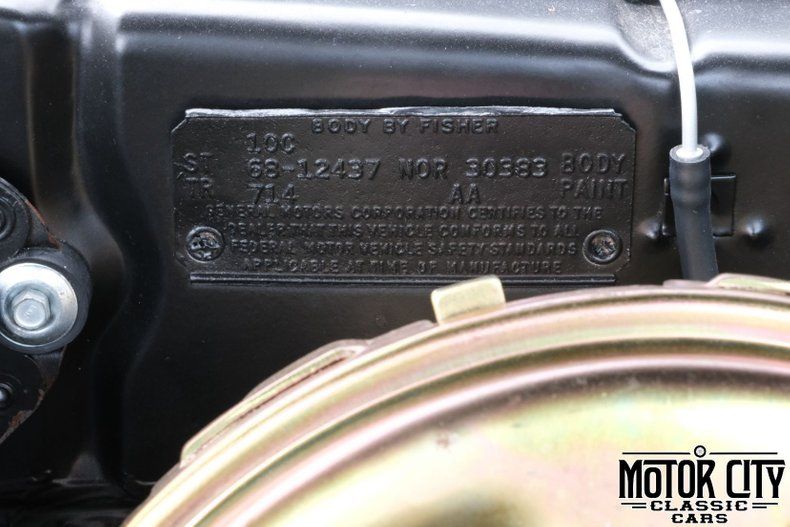 BODY BY FISHER
10C
ST 68-12437 NOR 30383 BODY
TR 714 AA PAINT
GENERAL MOTORS CORPORATION CERTIFIES TO THE
DEALER THAT THIS VEHICLE CONFORMS TO ALL
FEDERAL MOTOR VEHICLE SAFETY STANDARDS
APPLICABLE AT TIME OF MANUFACTURE
MOTOR CITY
CLASSIC
CARS